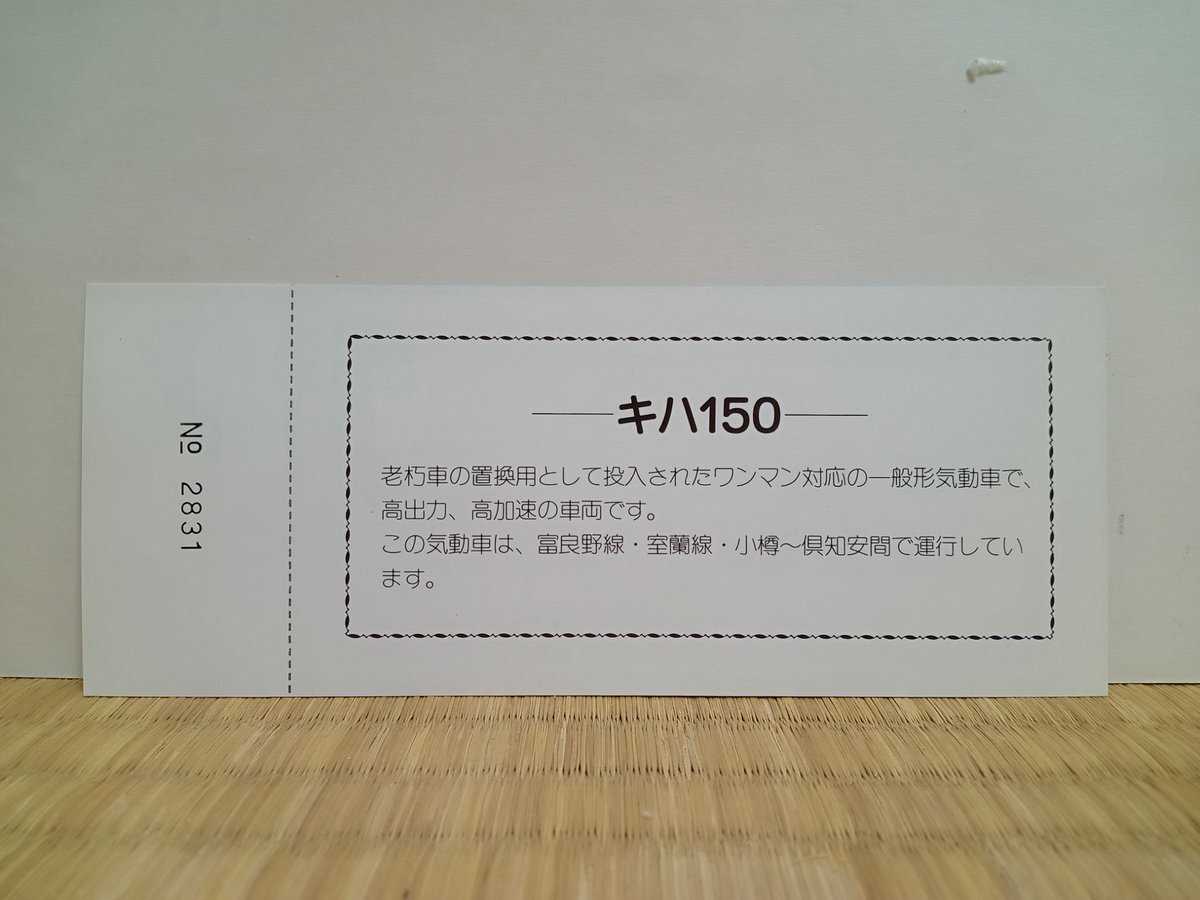 № 2831
キハ150
老朽車の置換用として投入されたワンマン対応の一般形気動車で、
高出力、高加速の車両です。
この気動車は、富良野線・室蘭線・小樽～倶知安間で運行してい
ます。